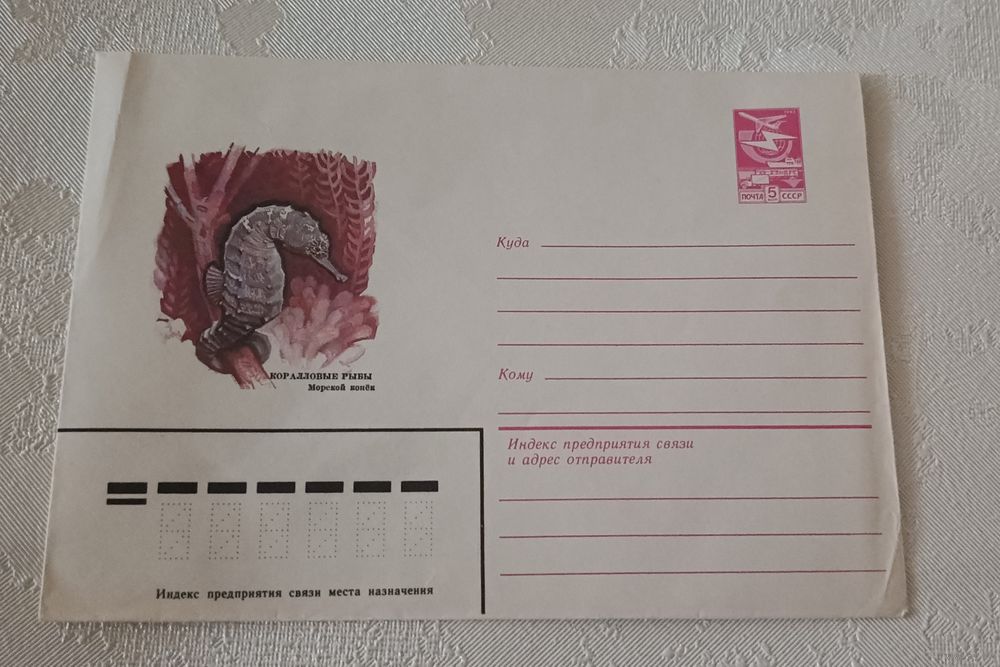 ПОЧТА 5 СССР
Куда
Кому
КОРАЛЛОВЫЕ РЫБЫ
Морской конёк
Индекс предприятия связи
и адрес отправителя
Индекс предприятия связи места назначения